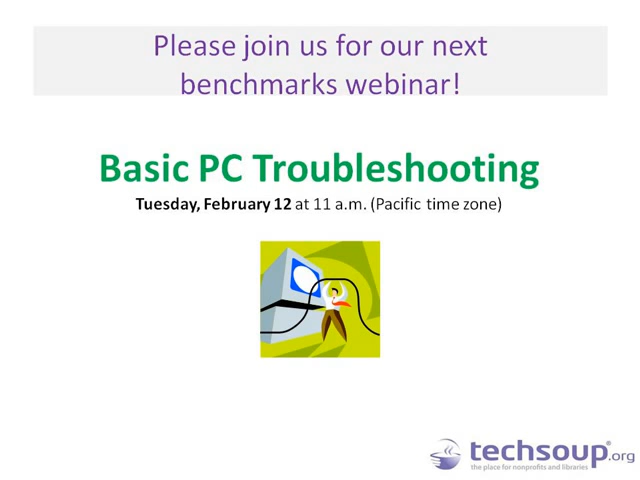 Please join us for our next
benchmarks webinar!
Basic PC Troubleshooting
Tuesday, February 12 at 11 a.m. (Pacific time zone)
techsoup®.org
the place for nonprofits and libraries